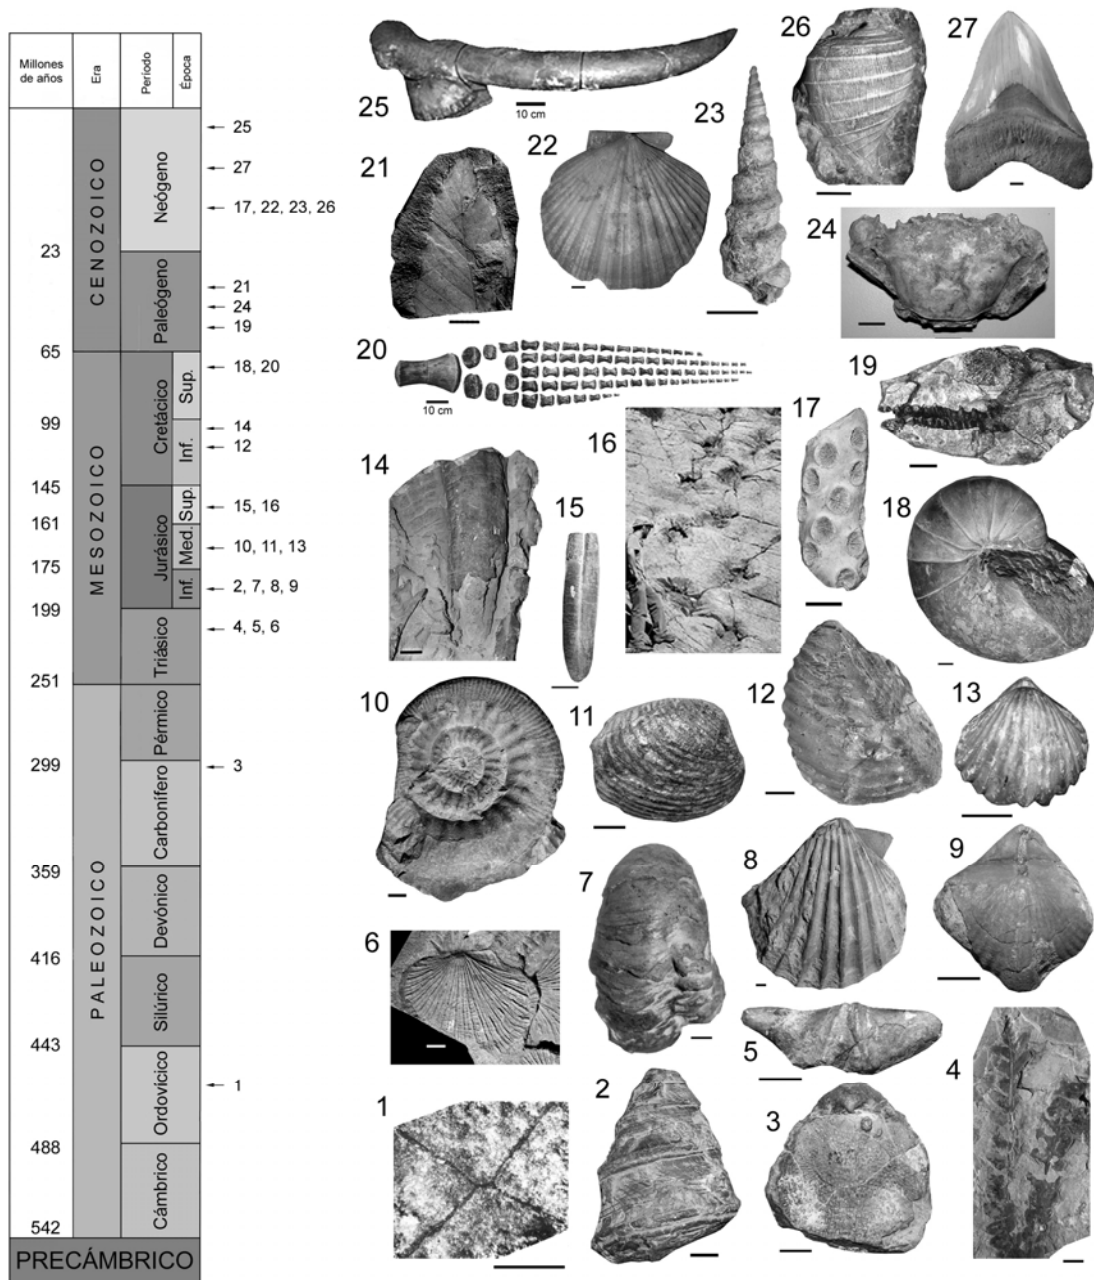 Millones
de años
Era
Período
Época
CENOZOICO
Neógeno
Paleógeno
MESOZOICO
Cretácico
Sup.
Inf.
Jurásico
Sup.
Med.
Inf.
Triásico
PALEOZOICO
Pérmico
Carbonífero
Devónico
Silúrico
Ordovícico
Cámbrico
PRECÁMBRICO
23
65
99
145
161
175
199
251
299
359
416
443
488
542
25
27
17, 22, 23, 26
21
24
19
18, 20
14
12
15, 16
10, 11, 13
2, 7, 8, 9
4, 5, 6
3
1
25
10 cm
26
27
23
22
21
24
20
10 cm
19
17
16
18
14
15
12
13
10
11
8
9
7
6
5
4
1
2
3